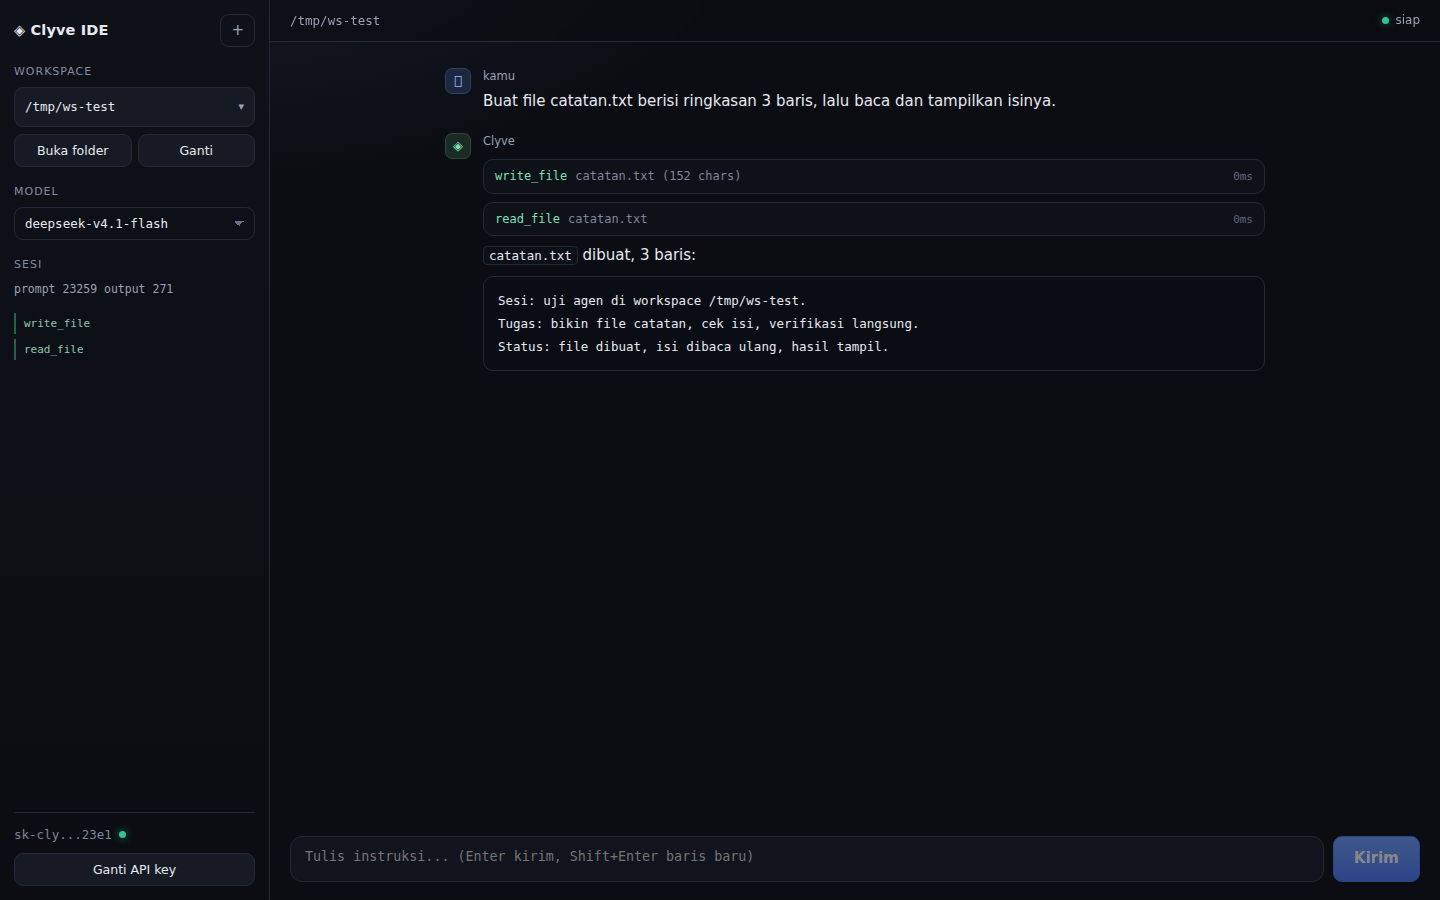 ◈ Clyve IDE
+
WORKSPACE
/tmp/ws-test
Buka folder
Ganti
MODEL
deepseek-v4.1-flash
SESI
prompt 23259 output 271
write_file
read_file
sk-cly...23e1
Ganti API key
/tmp/ws-test
siap
kamu
Buat file catatan.txt berisi ringkasan 3 baris, lalu baca dan tampilkan isinya.
Clyve
write_file catatan.txt (152 chars) 0ms
read_file catatan.txt 0ms
catatan.txt dibuat, 3 baris:
Sesi: uji agen di workspace /tmp/ws-test.
Tugas: bikin file catatan, cek isi, verifikasi langsung.
Status: file dibuat, isi dibaca ulang, hasil tampil.
Tulis instruksi... (Enter kirim, Shift+Enter baris baru)
Kirim